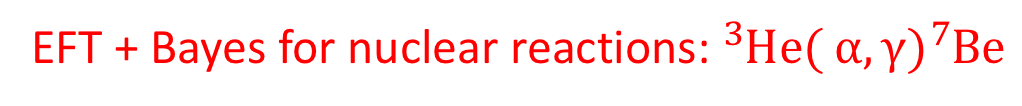 EFT + Bayes for nuclear reactions: ³He( α, γ)⁷Be